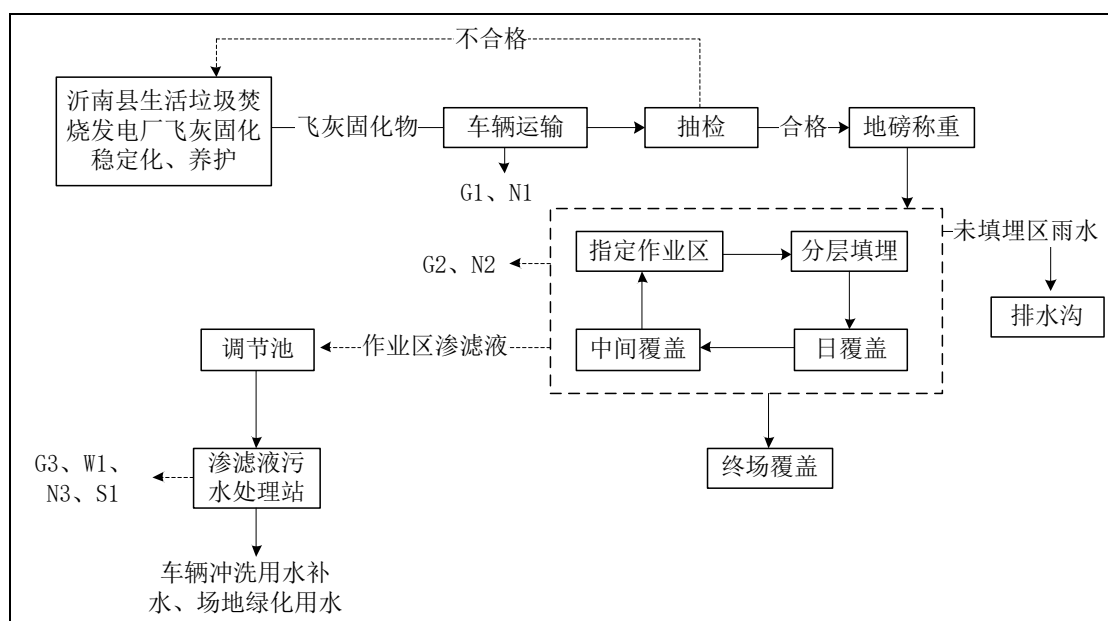 不合格
沂南县生活垃圾焚
烧发电厂飞灰固化
稳定化、养护
飞灰固化物
车辆运输
抽检
合格
地磅称重
G1、N1
未填埋区雨水
指定作业区
分层填埋
G2、N2
排水沟
调节池
作业区渗滤液
中间覆盖
日覆盖
终场覆盖
G3、W1、
N3、S1
渗滤液污
水处理站
车辆冲洗用水补
水、场地绿化用水